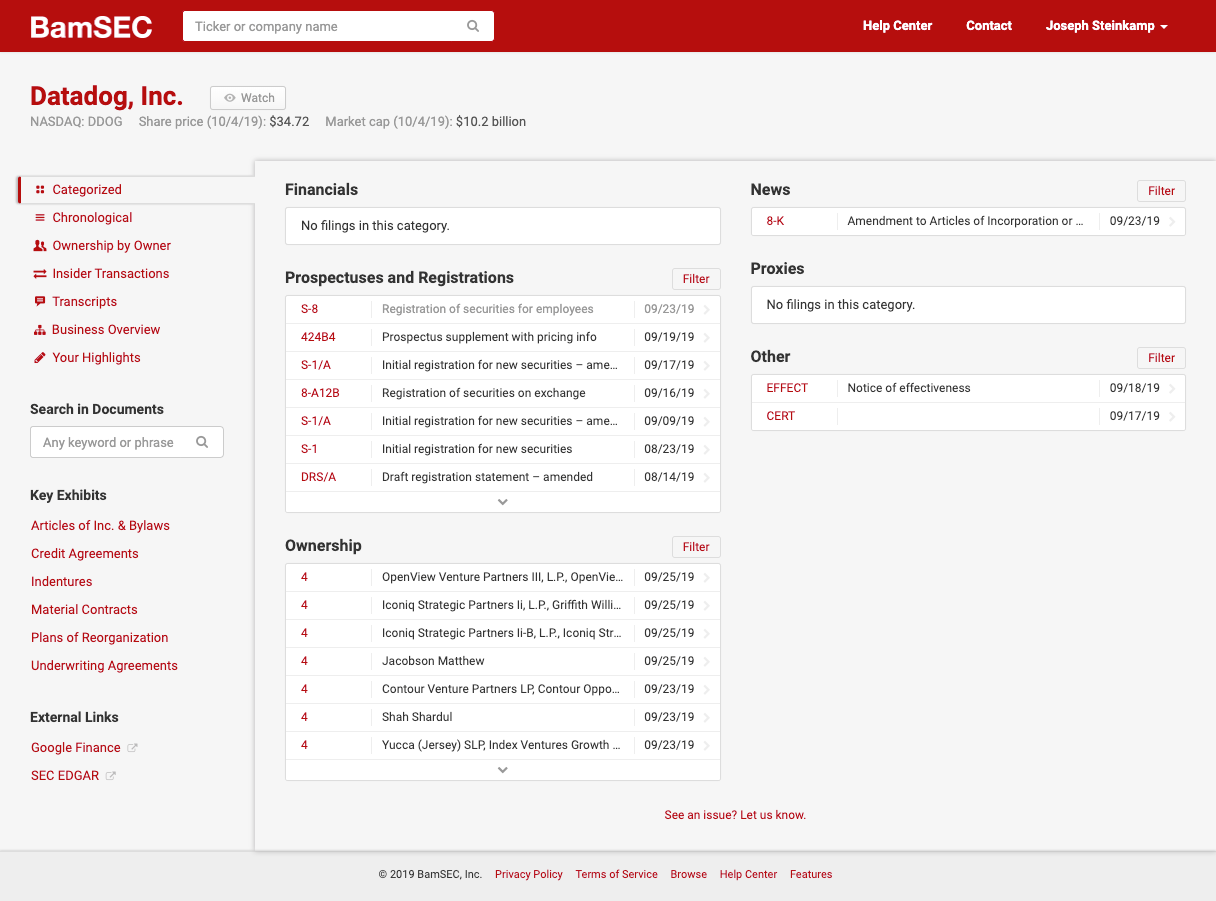 BamSEC
Ticker or company name
Help Center
Contact
Joseph Steinkamp
Datadog, Inc.
Watch
NASDAQ: DDOG Share price (10/4/19): $34.72 Market cap (10/4/19): $10.2 billion
Categorized
Chronological
Ownership by Owner
Insider Transactions
Transcripts
Business Overview
Your Highlights
Search in Documents
Any keyword or phrase
Key Exhibits
Articles of Inc. & Bylaws
Credit Agreements
Indentures
Material Contracts
Plans of Reorganization
Underwriting Agreements
External Links
Google Finance
SEC EDGAR
Financials
No filings in this category.
Prospectuses and Registrations
Filter
S-8 Registration of securities for employees 09/23/19
424B4 Prospectus supplement with pricing info 09/19/19
S-1/A Initial registration for new securities – ame... 09/17/19
8-A12B Registration of securities on exchange 09/16/19
S-1/A Initial registration for new securities – ame... 09/09/19
S-1 Initial registration for new securities 08/23/19
DRS/A Draft registration statement – amended 08/14/19
Ownership
Filter
4 OpenView Venture Partners III, L.P., OpenVie... 09/25/19
4 Iconiq Strategic Partners Ii, L.P., Griffith Willi... 09/25/19
4 Iconiq Strategic Partners Ii-B, L.P., Iconiq Str... 09/25/19
4 Jacobson Matthew 09/25/19
4 Contour Venture Partners LP, Contour Oppo... 09/23/19
4 Shah Shardul 09/23/19
4 Yucca (Jersey) SLP, Index Ventures Growth ... 09/23/19
News
Filter
8-K Amendment to Articles of Incorporation or ... 09/23/19
Proxies
No filings in this category.
Other
Filter
EFFECT Notice of effectiveness 09/18/19
CERT 09/17/19
See an issue? Let us know.
© 2019 BamSEC, Inc. Privacy Policy Terms of Service Browse Help Center Features